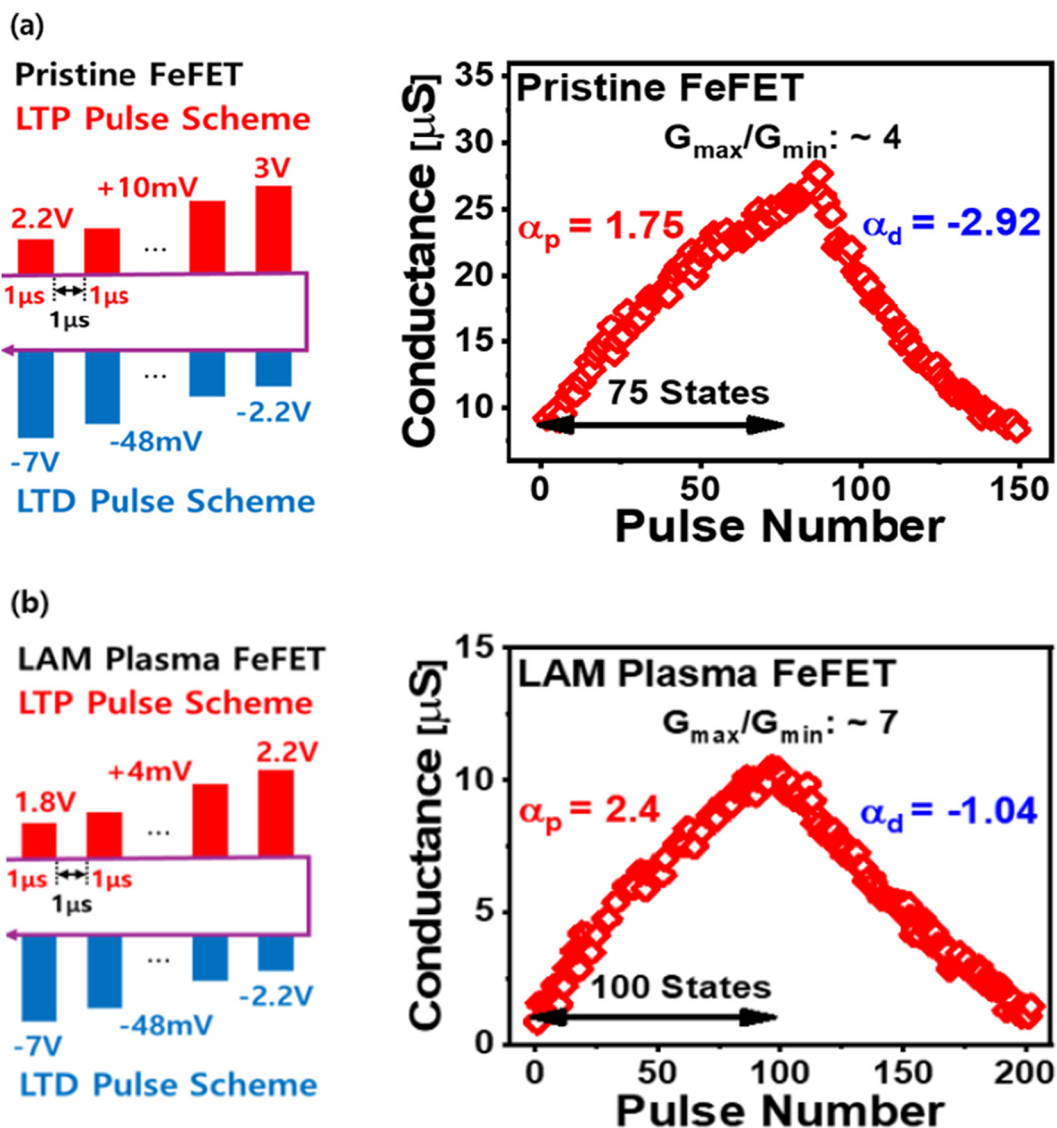 (a)
Pristine FeFET
LTP Pulse Scheme
3V
+10mV
2.2V
...
1μs
1μs
1μs
...
-2.2V
-48mV
-7V
LTD Pulse Scheme
Conductance [μS]
35
30
25
20
15
10
Pristine FeFET
Gmax/Gmin: ~ 4
αp = 1.75
αd = -2.92
75 States
0
50
100
150
Pulse Number
(b)
LAM Plasma FeFET
LTP Pulse Scheme
2.2V
+4mV
1.8V
...
1μs
1μs
1μs
...
-2.2V
-48mV
-7V
LTD Pulse Scheme
Conductance [μS]
15
10
5
0
LAM Plasma FeFET
Gmax/Gmin: ~ 7
αp = 2.4
αd = -1.04
100 States
0
50
100
150
200
Pulse Number